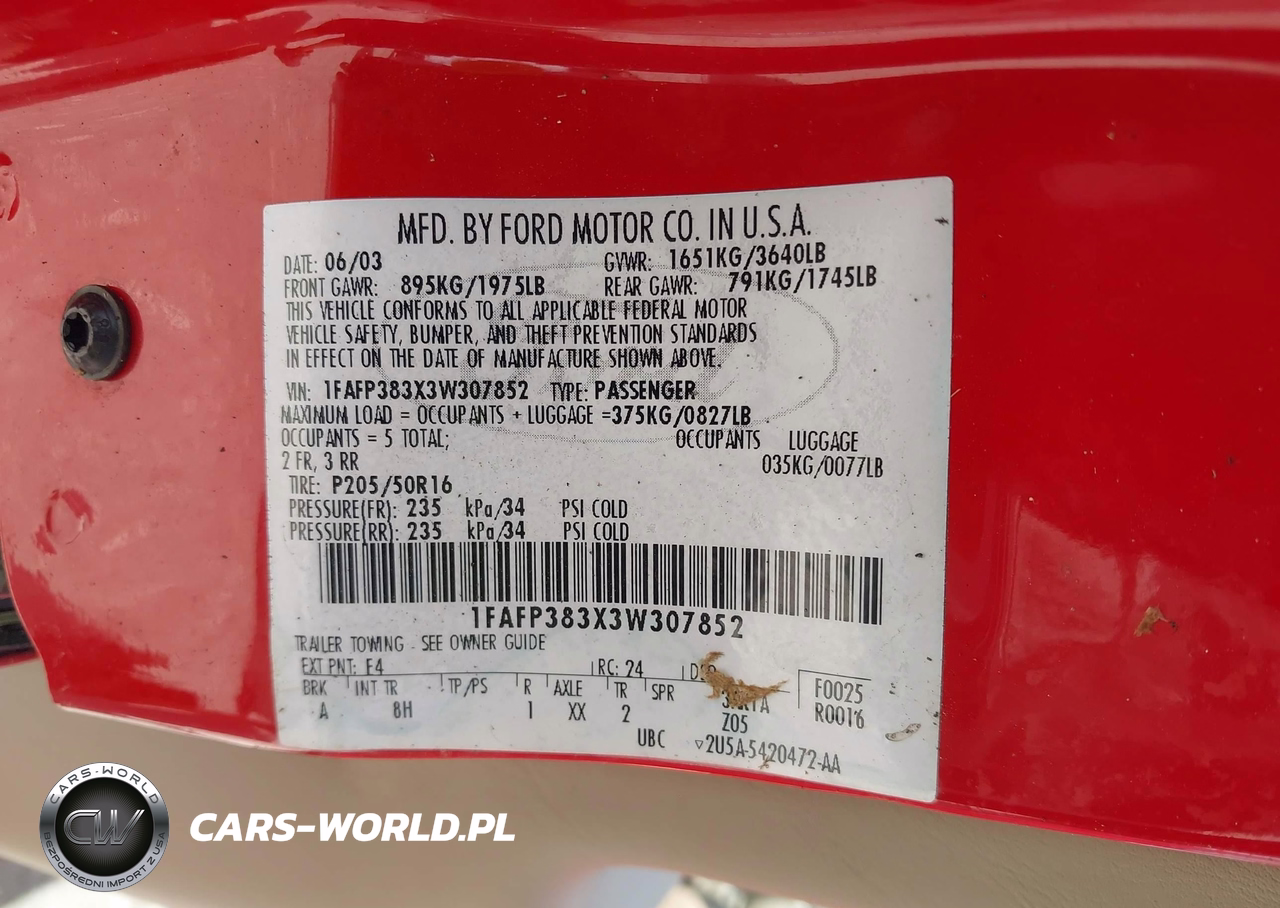 MFD. BY FORD MOTOR CO. IN U.S.A.
DATE: 06/03 GVWR: 1651KG/3640LB
FRONT GAWR: 895KG/1975LB REAR GAWR: 791KG/1745LB
THIS VEHICLE CONFORMS TO ALL APPLICABLE FEDERAL MOTOR
VEHICLE SAFETY, BUMPER, AND THEFT PREVENTION STANDARDS
IN EFFECT ON THE DATE OF MANUFACTURE SHOWN ABOVE.
VIN: 1FAFP383X3W307852 TYPE: PASSENGER
MAXIMUM LOAD = OCCUPANTS + LUGGAGE =375KG/0827LB
OCCUPANTS = 5 TOTAL; OCCUPANTS LUGGAGE
2 FR, 3 RR 035KG/0077LB
TIRE: P205/50R16
PRESSURE(FR): 235 kPa/34 PSI COLD
PRESSURE(RR): 235 kPa/34 PSI COLD
1FAFP383X3W307852
TRAILER TOWING - SEE OWNER GUIDE
EXT PNT: E4 RC: 24
BRK INT TR TP/PS R AXLE TR SPR F0025
A 8H 1 XX 2 R0016
Z05
UBC ▽2U5A-5420472-AA
CARS-WORLD
CW
BEZPOŚREDNI IMPORT Z USA
CARS-WORLD.PL